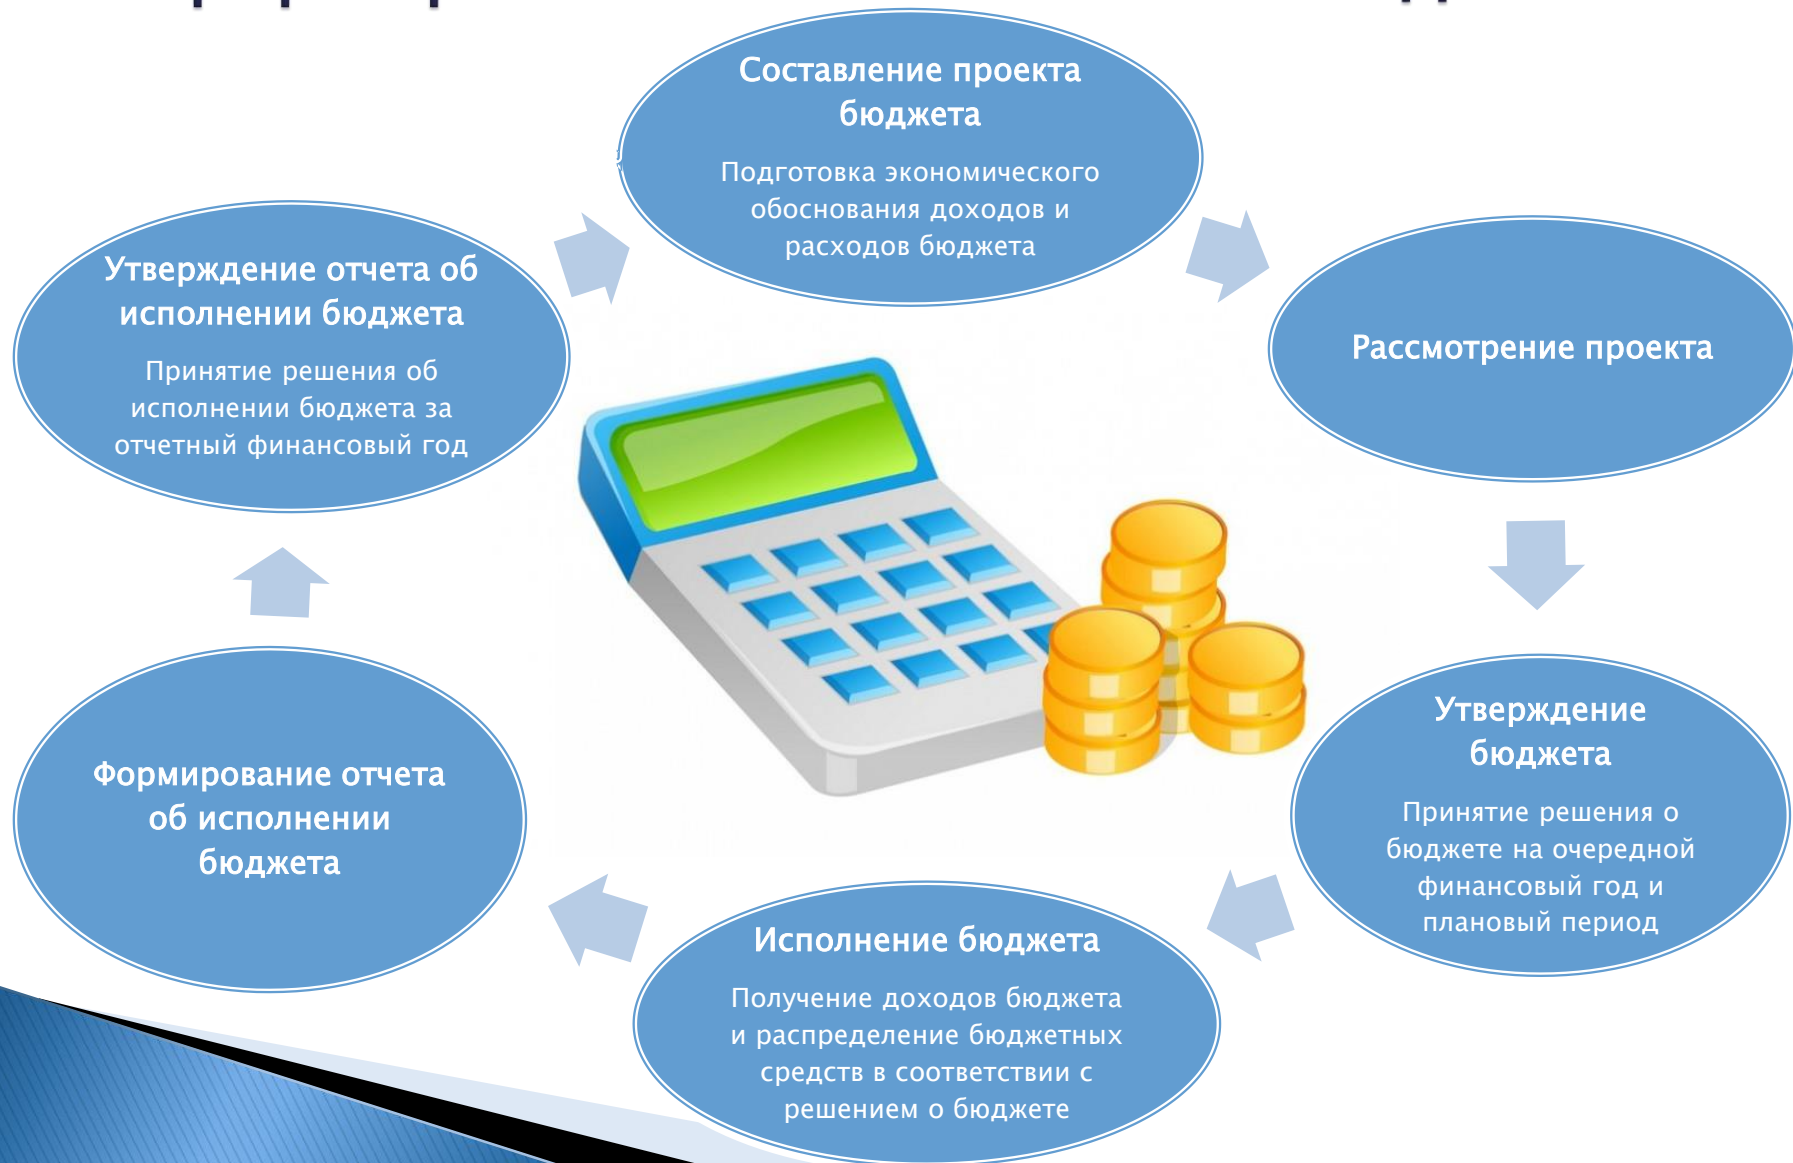 Составление проекта
бюджета
Подготовка экономического
обоснования доходов и
расходов бюджета
Рассмотрение проекта
Утверждение
бюджета
Принятие решения о
бюджете на очередной
финансовый год и
плановый период
Исполнение бюджета
Получение доходов бюджета
и распределение бюджетных
средств в соответствии с
решением о бюджете
Формирование отчета
об исполнении
бюджета
Утверждение отчета об
исполнении бюджета
Принятие решения об
исполнении бюджета за
отчетный финансовый год